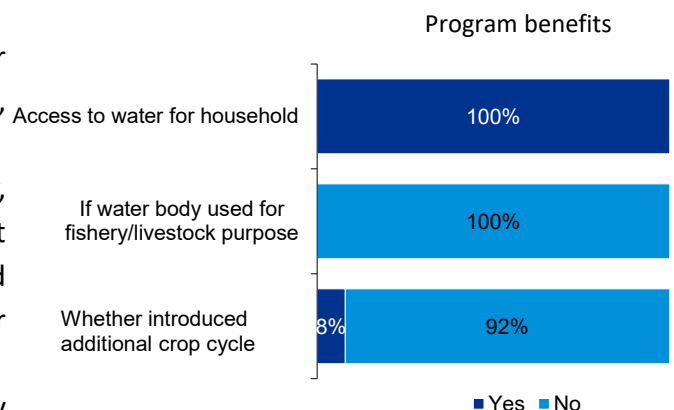 Program benefits
Access to water for household
100%
If water body used for
fishery/livestock purpose
100%
Whether introduced
additional crop cycle
8%
92%
Yes No